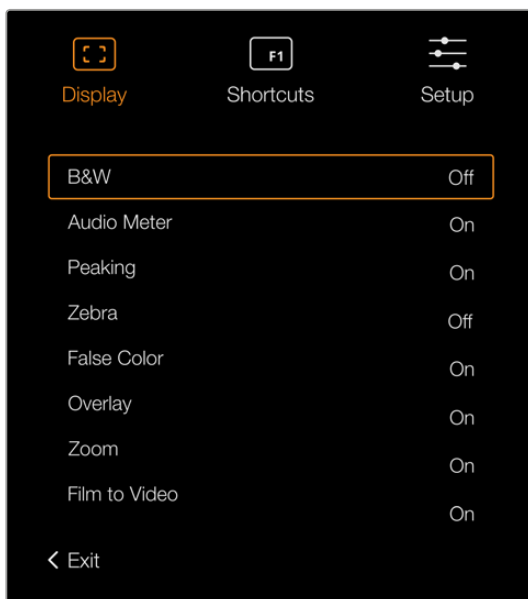 F1
Display Shortcuts Setup
B&W Off
Audio Meter On
Peaking On
Zebra Off
False Color On
Overlay On
Zoom On
Film to Video On
Exit